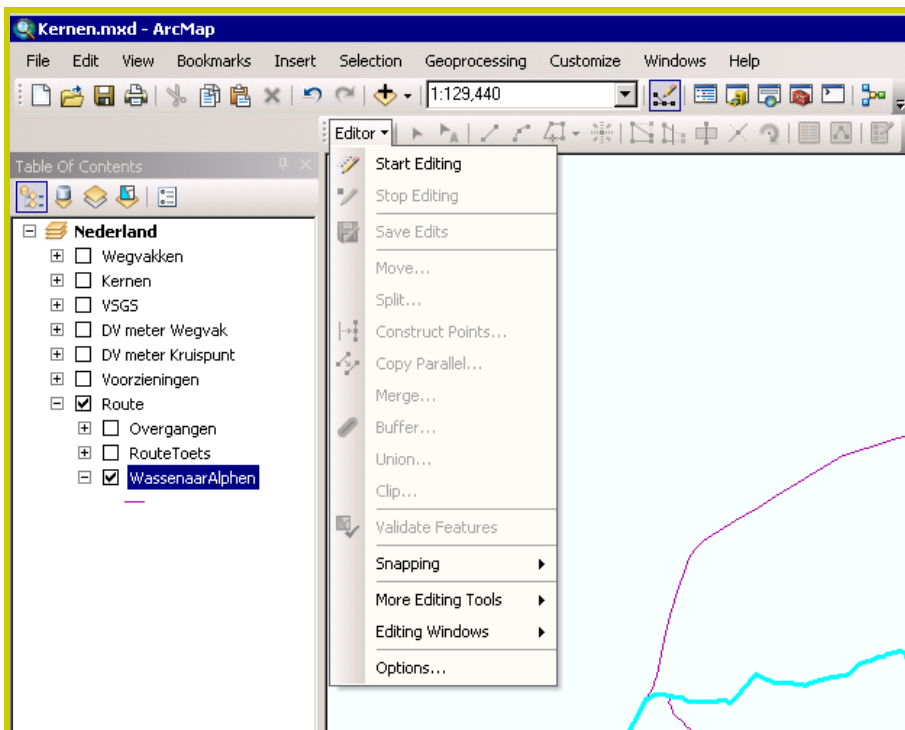 Kernen.mxd - ArcMap
File Edit View Bookmarks Insert Selection Geoprocessing Customize Windows Help
1:129,440
Editor
Table Of Contents
Start Editing
Stop Editing
Nederland
Save Edits
Wegvakken
Move...
Kernen
Split...
VSGS
DV meter Wegvak
Construct Points...
DV meter Kruispunt
Copy Parallel...
Voorzieningen
Merge...
Route
Buffer...
Overgangen
RouteToets
Union...
WassenaarAlphen
Clip...
Validate Features
Snapping
More Editing Tools
Editing Windows
Options...